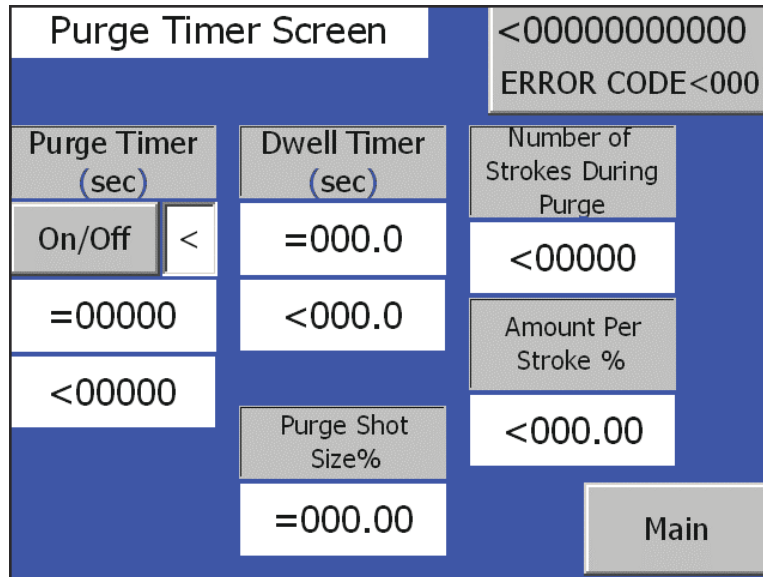 Purge Timer Screen
<00000000000
ERROR CODE<000
Purge Timer
(sec)
On/Off
<
=00000
<00000
Dwell Timer
(sec)
=000.0
<000.0
Purge Shot
Size%
=000.00
Number of
Strokes During
Purge
<00000
Amount Per
Stroke %
<000.00
Main